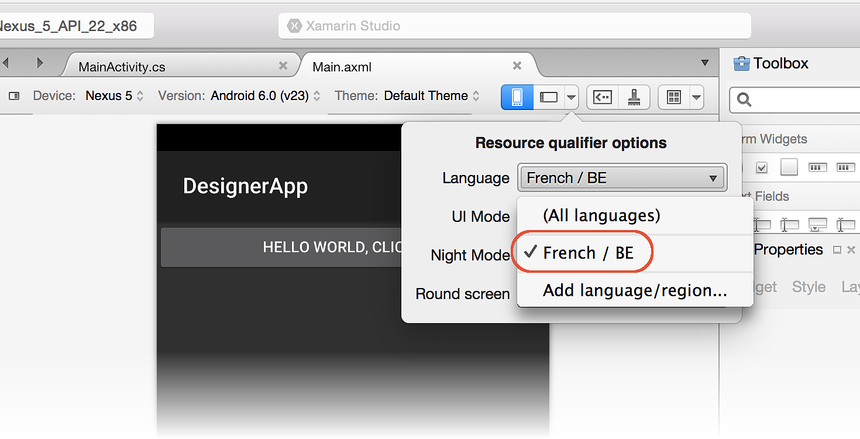 Nexus_5_API_22_x86
Xamarin Studio
MainActivity.cs
Main.axml
Toolbox
Device: Nexus 5 Version: Android 6.0 (v23) Theme: Default Theme
Resource qualifier options
rm Widgets
Language French / BE
DesignerApp
(All languages)
UI Mode
xt Fields
HELLO WORLD, CLIC
Night Mode
✓ French / BE
Properties
Round screen
Add language/region...
dget Style Lay